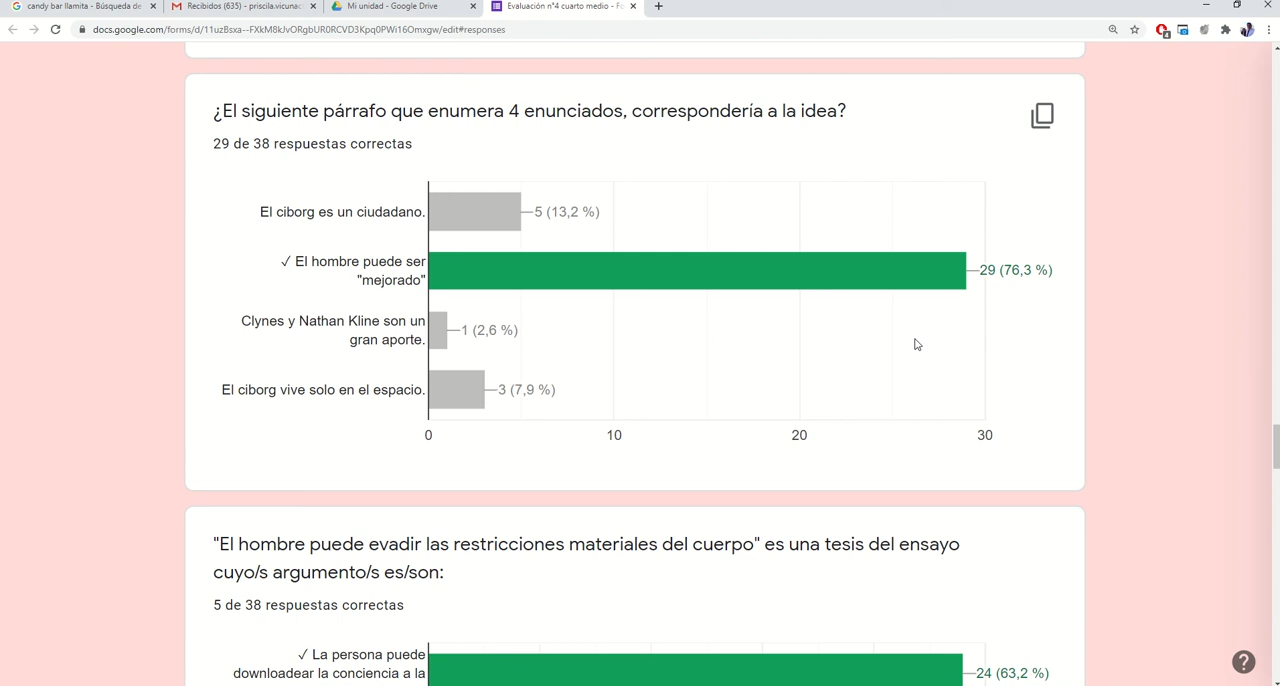 candy bar llamita - Búsqueda de
Recibidos (635) - priscila.vicunac
Mi unidad - Google Drive
Evaluación n°4 cuarto medio - Fo
docs.google.com/forms/d/11uzBsxa--FXkM8kJvORgbUR0RCVD3Kpq0PWi16Omxgw/edit#responses
¿El siguiente párrafo que enumera 4 enunciados, correspondería a la idea?
29 de 38 respuestas correctas
El ciborg es un ciudadano.
5 (13,2 %)
✓ El hombre puede ser
"mejorado"
29 (76,3 %)
Clynes y Nathan Kline son un
gran aporte.
1 (2,6 %)
El ciborg vive solo en el espacio.
3 (7,9 %)
0 10 20 30
"El hombre puede evadir las restricciones materiales del cuerpo" es una tesis del ensayo
cuyo/s argumento/s es/son:
5 de 38 respuestas correctas
✓ La persona puede
downloadear la conciencia a la
24 (63,2 %)